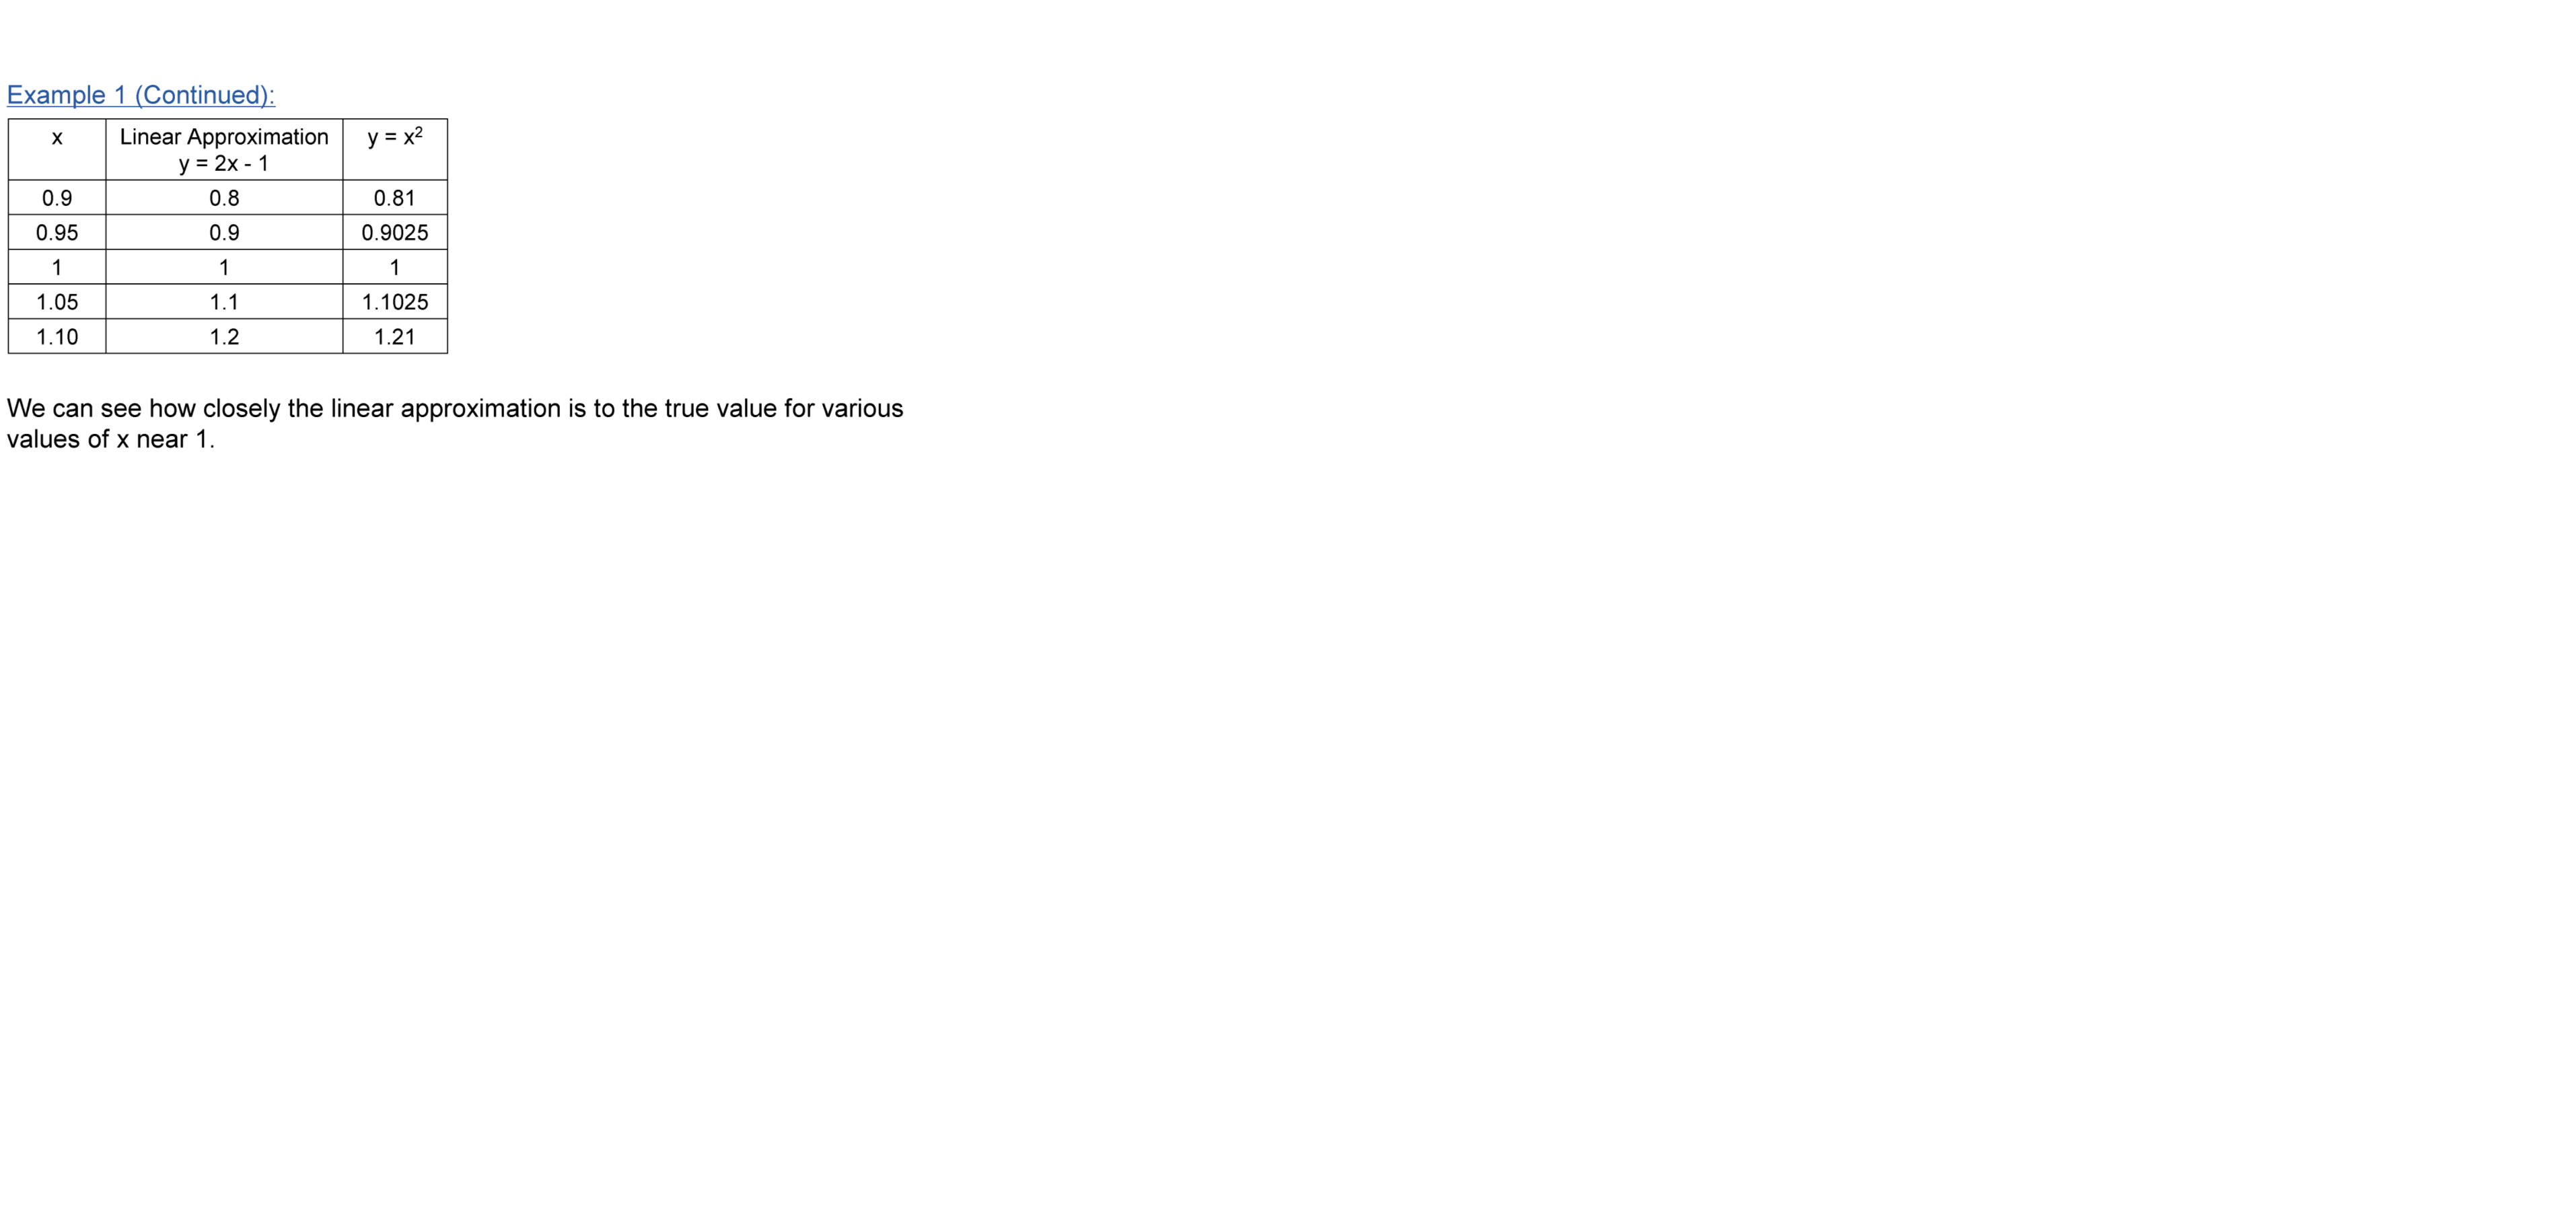 Example 1 (Continued):
x Linear Approximation y = x²
y = 2x - 1
0.9 0.8 0.81
0.95 0.9 0.9025
1 1 1
1.05 1.1 1.1025
1.10 1.2 1.21
We can see how closely the linear approximation is to the true value for various
values of x near 1.